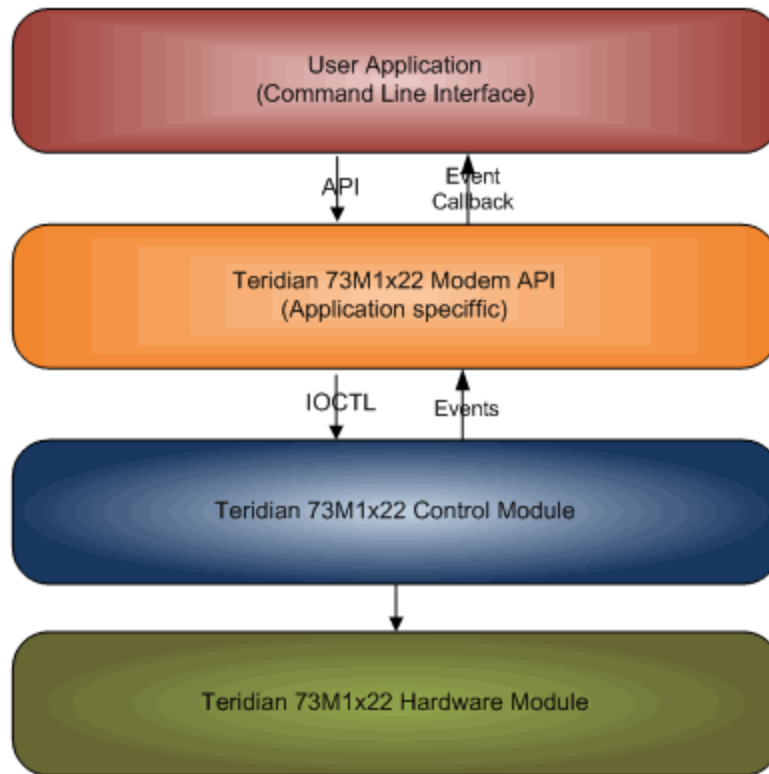 User Application
(Command Line Interface)
API
Event
Callback
Teridian 73M1x22 Modem API
(Application speciffic)
IOCTL
Events
Teridian 73M1x22 Control Module
Teridian 73M1x22 Hardware Module